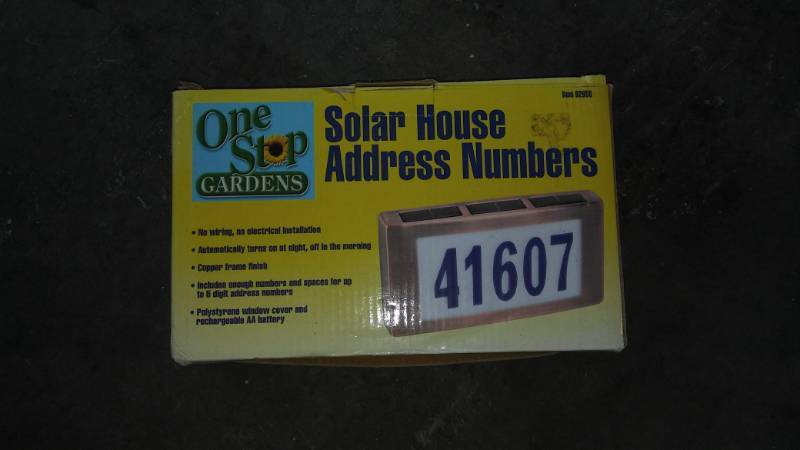 One
Stop
GARDENS
Solar House
Address Numbers
• No wiring, no electrical installation
• Automatically turns on at night, off in the morning
• Copper frame finish
• Includes enough numbers and spaces for up
to 5 digit address numbers
• Polystyrene window cover and
rechargeable AA battery
41607
Item